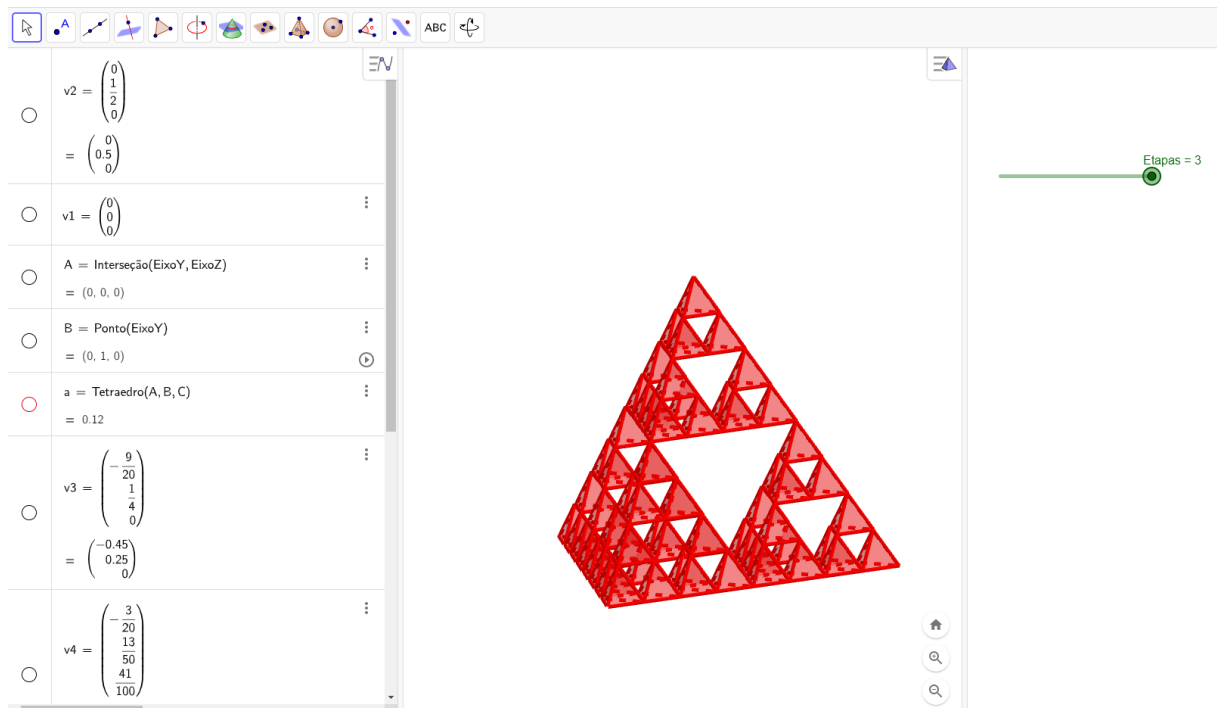 ABC
v2 = (0 1/2 0)
= (0 0.5 0)
v1 = (0 0 0)
A = Interseção(EixoY, EixoZ)
= (0, 0, 0)
B = Ponto(EixoY)
= (0, 1, 0)
a = Tetraedro(A, B, C)
= 0.12
v3 = (−9/20 1/4 0)
= (−0.45 0.25 0)
v4 = (−3/20 13/50 41/100)
Etapas = 3